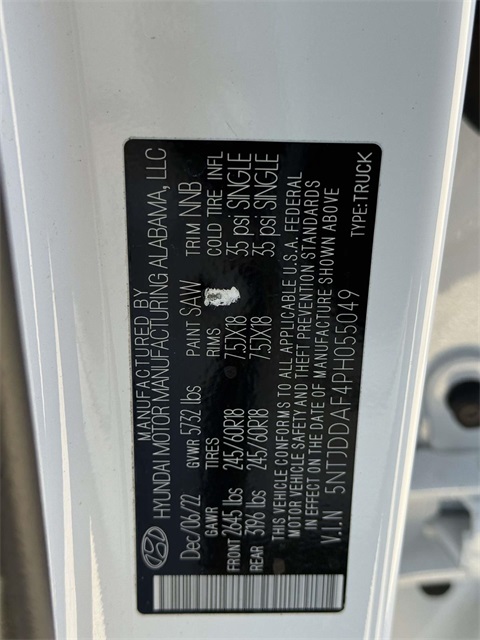 MANUFACTURED BY
HYUNDAI MOTOR MANUFACTURING ALABAMA, LLC
Dec/06/22 GVWR 5732 lbs PAINT SAW TRIM NNB
GAWR TIRES RIMS COLD TIRE INFL
FRONT 2645 lbs 245/60R18 7.5JX18 35 psi SINGLE
REAR 3196 lbs 245/60R18 7.5JX18 35 psi SINGLE
THIS VEHICLE CONFORMS TO ALL APPLICABLE U.S.A. FEDERAL
MOTOR VEHICLE SAFETY AND THEFT PREVENTION STANDARDS
IN EFFECT ON THE DATE OF MANUFACTURE SHOWN ABOVE
V.I.N 5NTJDDAF4PH055049 TYPE:TRUCK